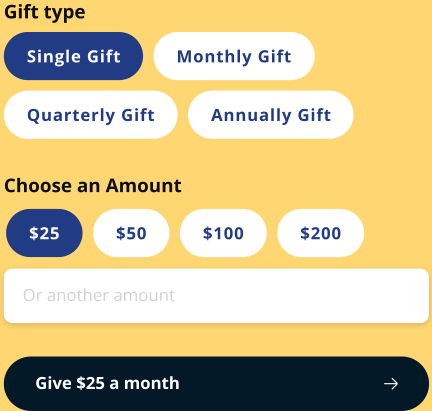 Gift type
Single Gift
Monthly Gift
Quarterly Gift
Annually Gift
Choose an Amount
$25
$50
$100
$200
Or another amount
Give $25 a month